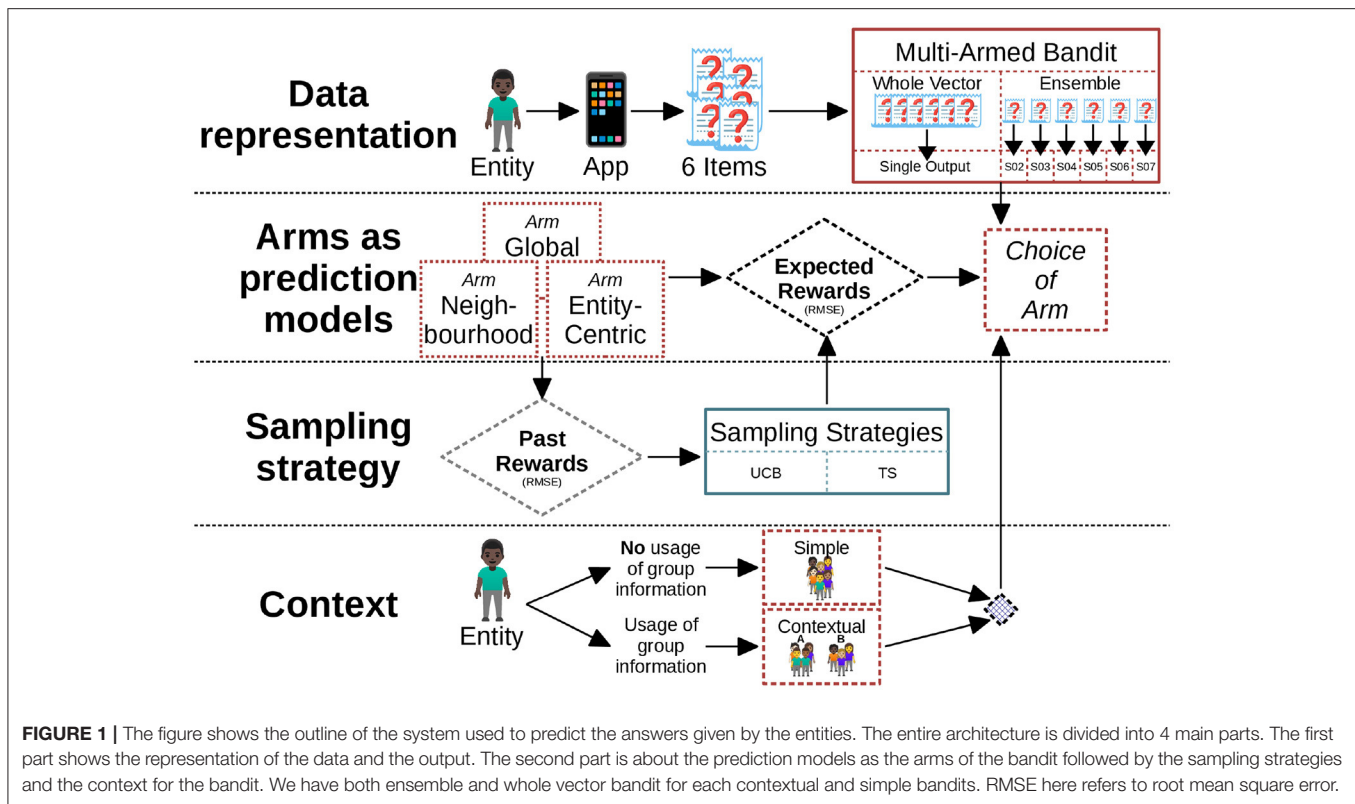 Data
representation
Entity
App
6 Items
Multi-Armed Bandit
Whole Vector
Ensemble
Single Output
S02 S03 S04 S05 S06 S07
Arms as
prediction
models
Arm
Global
Arm
Neigh-
bourhood
Arm
Entity-
Centric
Expected
Rewards
(RMSE)
Choice
of
Arm
Sampling
strategy
Past
Rewards
(RMSE)
Sampling Strategies
UCB
TS
Context
Entity
No usage
of group
information
Usage of
group
information
Simple
Contextual
A B
FIGURE 1 | The figure shows the outline of the system used to predict the answers given by the entities. The entire architecture is divided into 4 main parts. The first
part shows the representation of the data and the output. The second part is about the prediction models as the arms of the bandit followed by the sampling strategies
and the context for the bandit. We have both ensemble and whole vector bandit for each contextual and simple bandits. RMSE here refers to root mean square error.